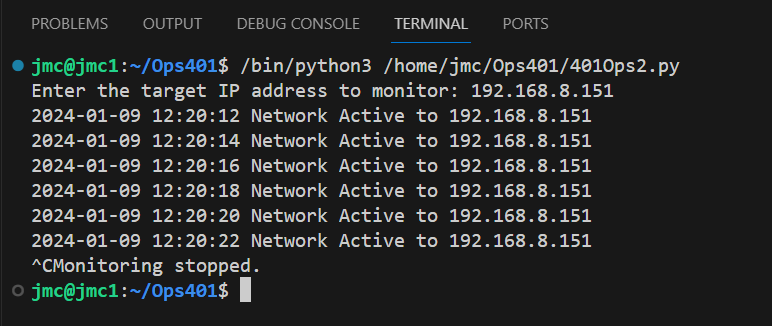 PROBLEMS OUTPUT DEBUG CONSOLE TERMINAL PORTS
jmc@jmc1:~/Ops401$ /bin/python3 /home/jmc/Ops401/401Ops2.py
Enter the target IP address to monitor: 192.168.8.151
2024-01-09 12:20:12 Network Active to 192.168.8.151
2024-01-09 12:20:14 Network Active to 192.168.8.151
2024-01-09 12:20:16 Network Active to 192.168.8.151
2024-01-09 12:20:18 Network Active to 192.168.8.151
2024-01-09 12:20:20 Network Active to 192.168.8.151
2024-01-09 12:20:22 Network Active to 192.168.8.151
^CMonitoring stopped.
jmc@jmc1:~/Ops401$